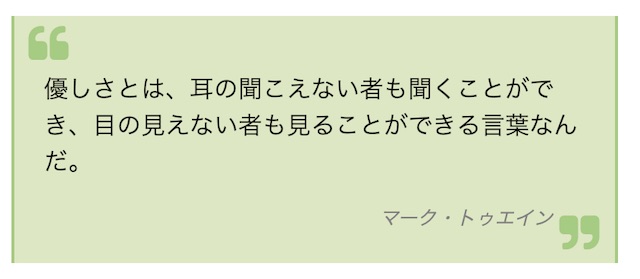 優しさとは、耳の聞こえない者も聞くことがで
き、目の見えない者も見ることができる言葉なん
だ。
マーク・トゥエイン